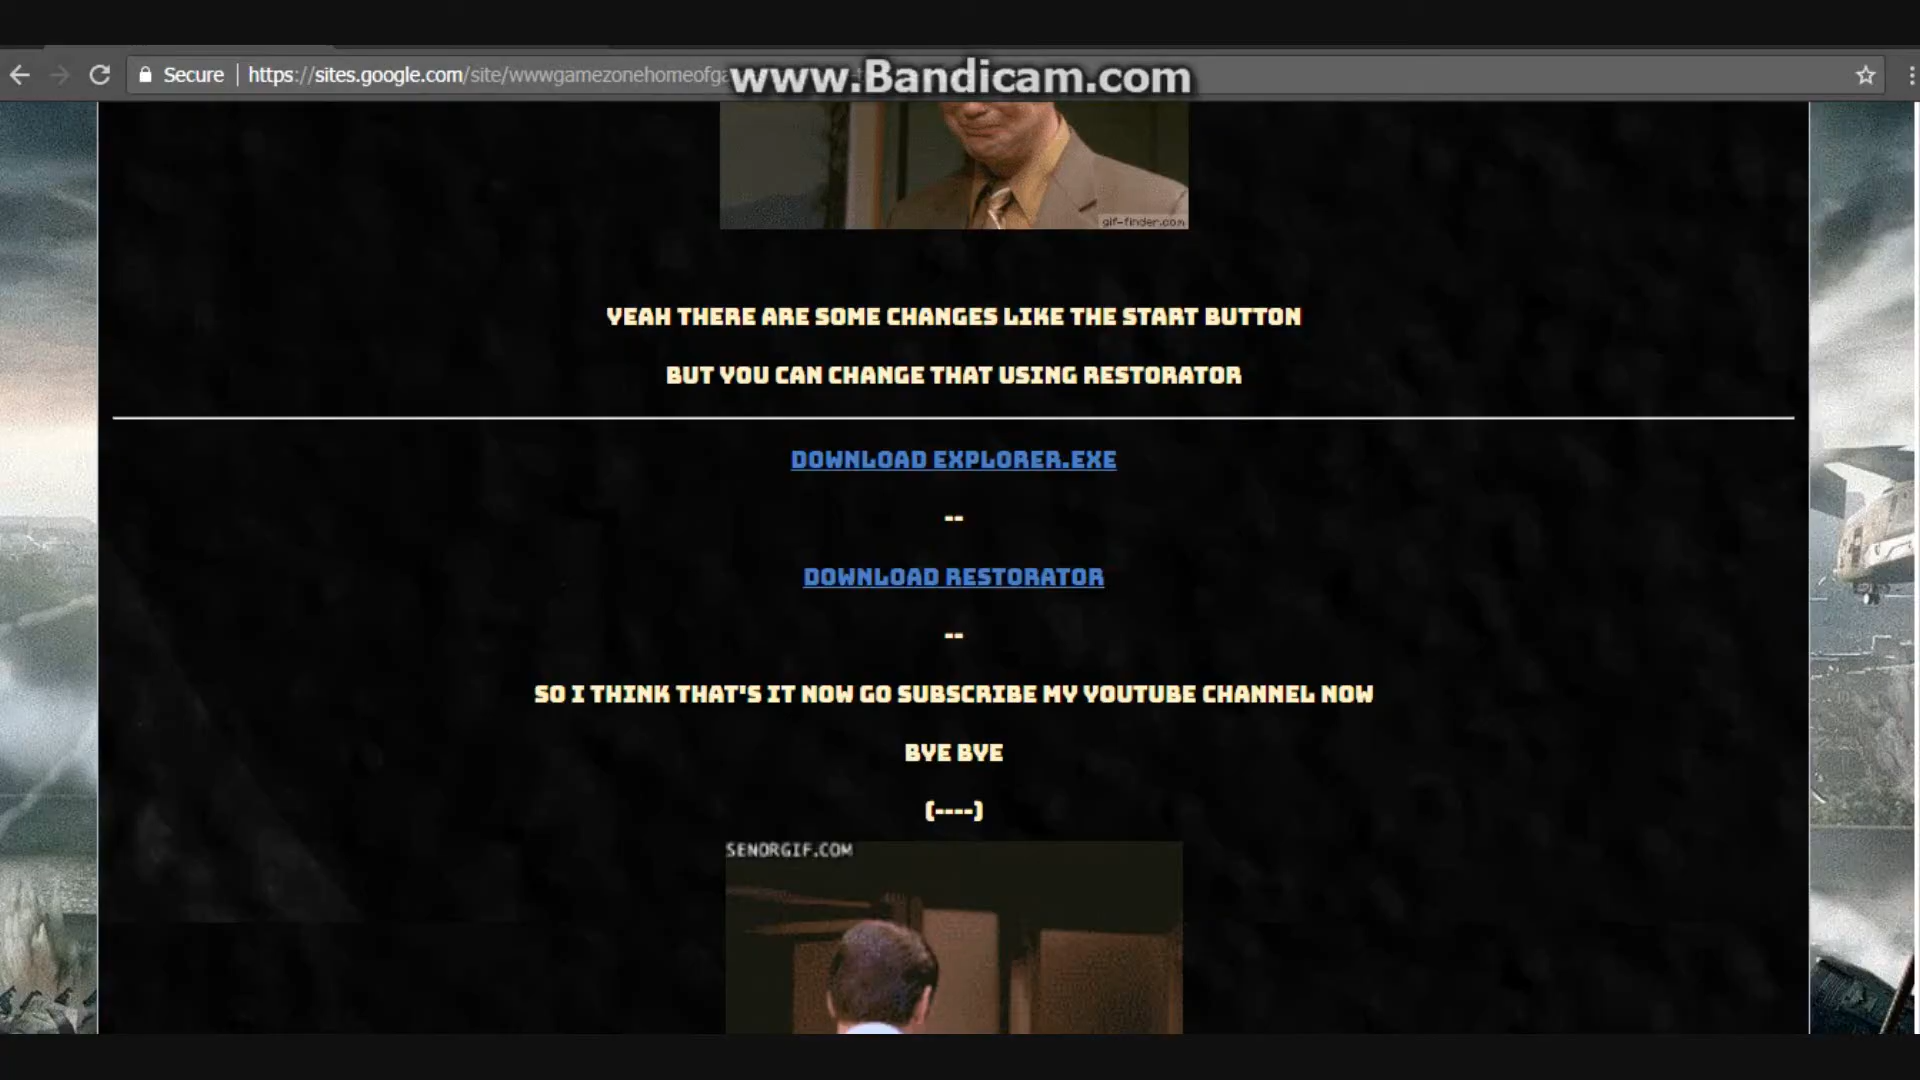 Secure | https://sites.google.com/site/wwwgamezonehomeofga
www.Bandicam.com
gif-finder.com
YEAH THERE ARE SOME CHANGES LIKE THE START BUTTON
BUT YOU CAN CHANGE THAT USING RESTORATOR
DOWNLOAD EXPLORER.EXE
--
DOWNLOAD RESTORATOR
--
SO I THINK THAT'S IT NOW GO SUBSCRIBE MY YOUTUBE CHANNEL NOW
BYE BYE
(----)
SENORGIF.COM